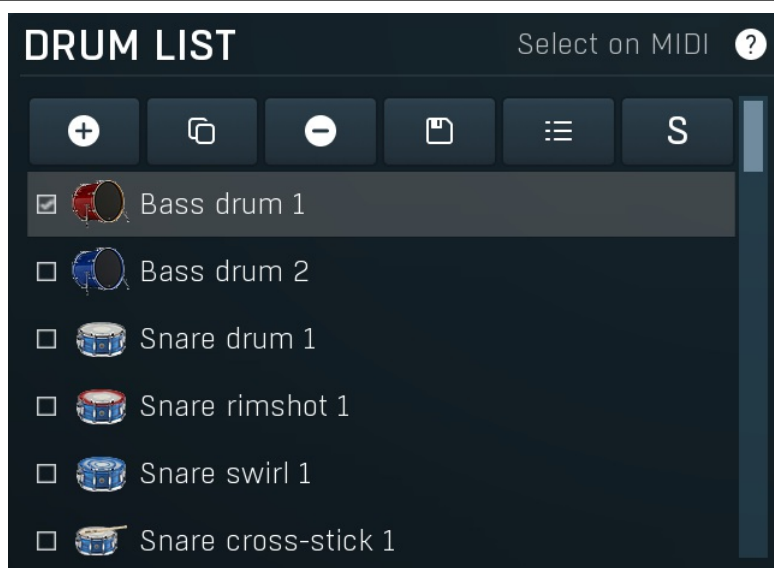 DRUM LIST Select on MIDI ?
S
Bass drum 1
Bass drum 2
Snare drum 1
Snare rimshot 1
Snare swirl 1
Snare cross-stick 1